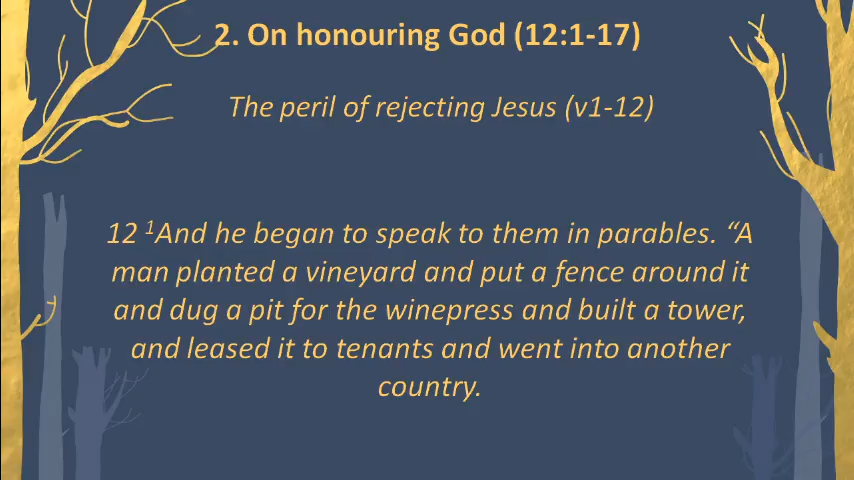 2. On honouring God (12:1-17)
The peril of rejecting Jesus (v1-12)
12 ¹And he began to speak to them in parables. “A
man planted a vineyard and put a fence around it
and dug a pit for the winepress and built a tower,
and leased it to tenants and went into another
country.